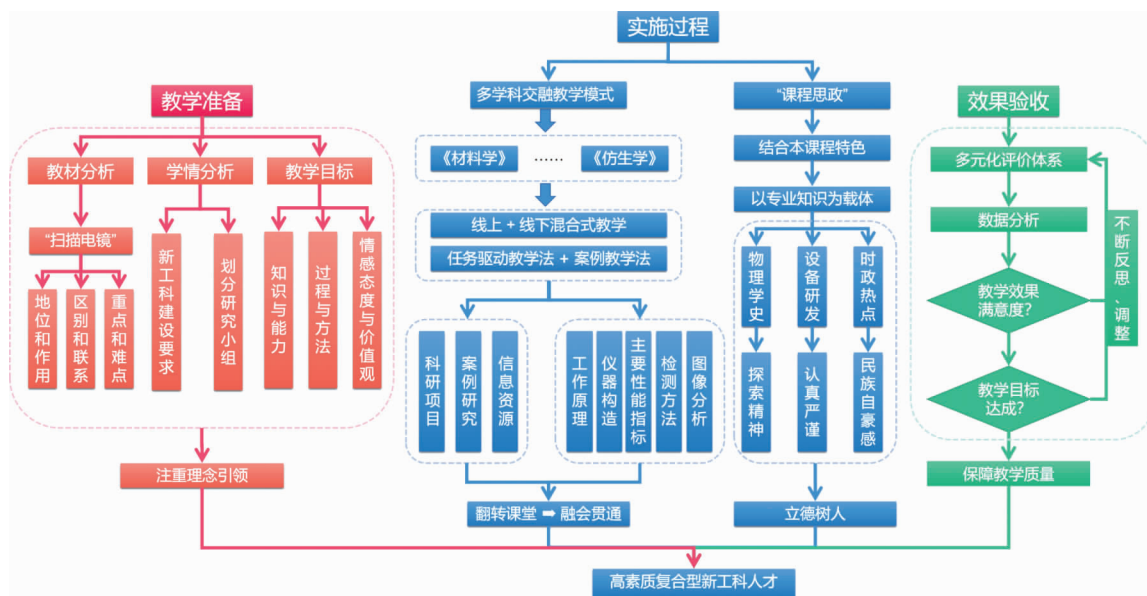 实施过程
教学准备
教材分析
学情分析
教学目标
“扫描电镜”
地位和作用
区别和联系
重点和难点
新工科建设要求
划分研究小组
知识与能力
过程与方法
情感态度与价值观
注重理念引领
多学科交融教学模式
《材料学》 …… 《仿生学》
线上 + 线下混合式教学
任务驱动教学法 + 案例教学法
科研项目
案例研究
信息资源
工作原理
仪器构造
主要性能指标
检测方法
图像分析
翻转课堂 ➡ 融会贯通
“课程思政”
结合本课程特色
以专业知识为载体
物理学史
设备研发
时政热点
探索精神
认真严谨
民族自豪感
立德树人
效果验收
多元化评价体系
数据分析
教学效果
满意度?
教学目标
达成?
不断反思、调整
保障教学质量
高素质复合型新工科人才